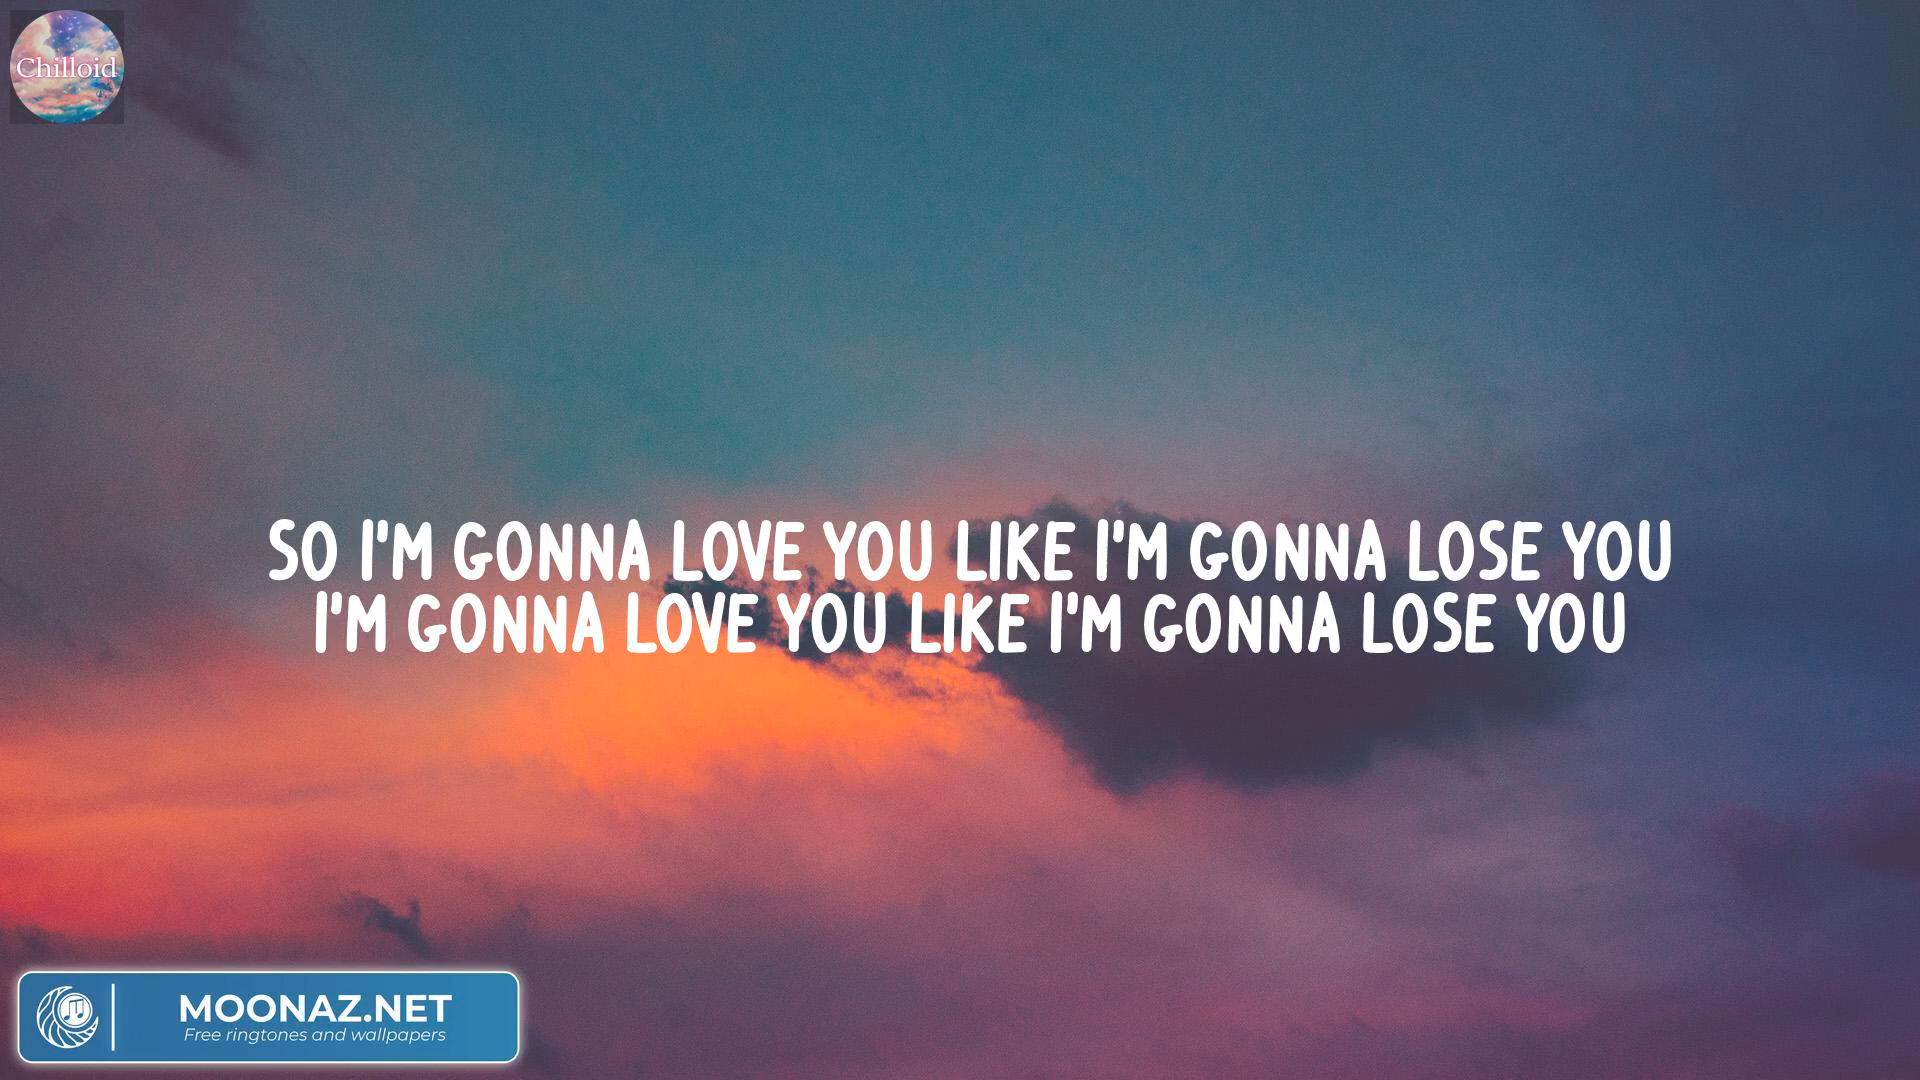 Chilloid
SO I'M GONNA LOVE YOU LIKE I'M GONNA LOSE YOU
I'M GONNA LOVE YOU LIKE I'M GONNA LOSE YOU
MOONAZ.NET
Free ringtones and wallpapers